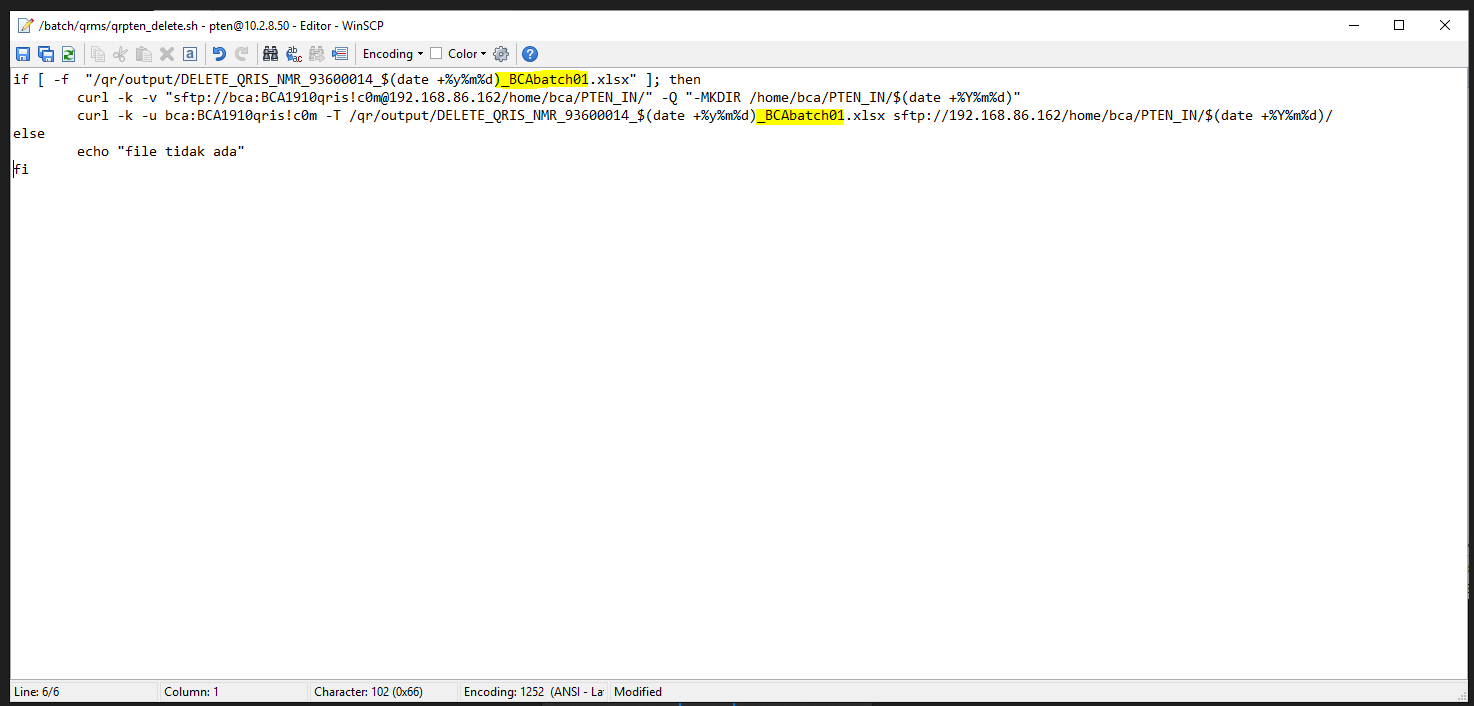 /batch/qrms/qrpten_delete.sh - pten@10.2.8.50 - Editor - WinSCP
Encoding Color
if [ -f "/qr/output/DELETE_QRIS_NMR_93600014_$(date +%y%m%d)_BCAbatch01.xlsx" ]; then
curl -k -v "sftp://bca:BCA1910qris!c0m@192.168.86.162/home/bca/PTEN_IN/" -Q "-MKDIR /home/bca/PTEN_IN/$(date +%Y%m%d)"
curl -k -u bca:BCA1910qris!c0m -T /qr/output/DELETE_QRIS_NMR_93600014_$(date +%y%m%d)_BCAbatch01.xlsx sftp://192.168.86.162/home/bca/PTEN_IN/$(date +%Y%m%d)/
else
echo "file tidak ada"
fi
Line: 6/6 Column: 1 Character: 102 (0x66) Encoding: 1252 (ANSI - La Modified